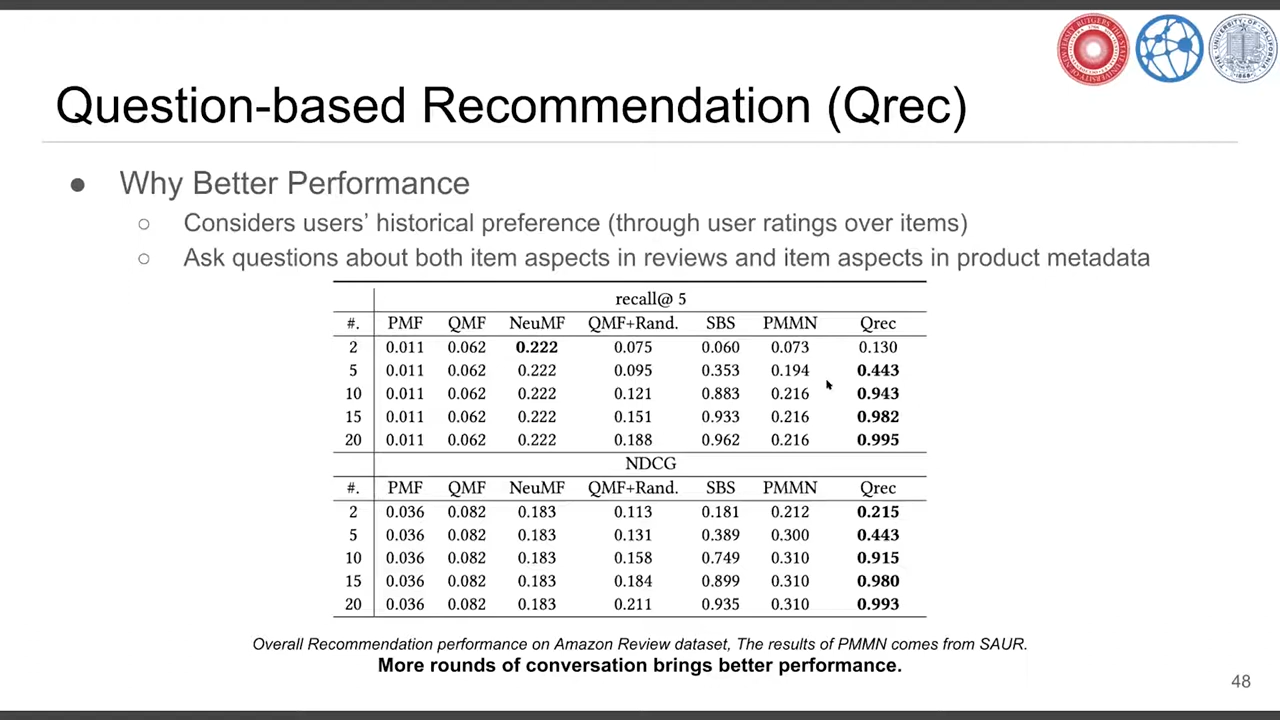 Question-based Recommendation (Qrec)
● Why Better Performance
○ Considers users' historical preference (through user ratings over items)
○ Ask questions about both item aspects in reviews and item aspects in product metadata
recall@ 5
#. PMF QMF NeuMF QMF+Rand. SBS PMMN Qrec
2 0.011 0.062 0.222 0.075 0.060 0.073 0.130
5 0.011 0.062 0.222 0.095 0.353 0.194 0.443
10 0.011 0.062 0.222 0.121 0.883 0.216 0.943
15 0.011 0.062 0.222 0.151 0.933 0.216 0.982
20 0.011 0.062 0.222 0.188 0.962 0.216 0.995
NDCG
#. PMF QMF NeuMF QMF+Rand. SBS PMMN Qrec
2 0.036 0.082 0.183 0.113 0.181 0.212 0.215
5 0.036 0.082 0.183 0.131 0.389 0.300 0.443
10 0.036 0.082 0.183 0.158 0.749 0.310 0.915
15 0.036 0.082 0.183 0.184 0.899 0.310 0.980
20 0.036 0.082 0.183 0.211 0.935 0.310 0.993
Overall Recommendation performance on Amazon Review dataset, The results of PMMN comes from SAUR.
More rounds of conversation brings better performance.
48